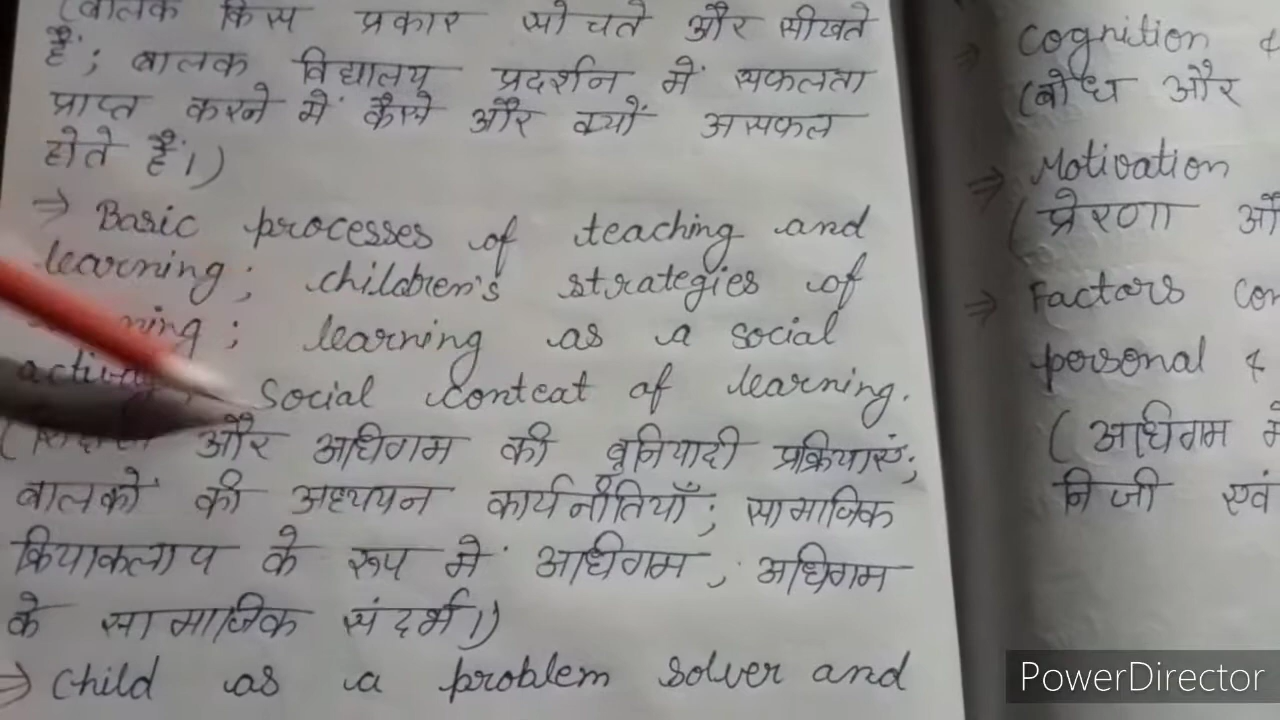 (बालक किस प्रकार सोचते और सीखते
हैं; बालक विद्यालय प्रदर्शन में सफलता
प्राप्त करने में कैसे और क्यों असफल
होते हैं।)
⇒ Basic processes of teaching and
learning; children's strategies of
; learning as a social
Social context of learning.
और अधिगम की बुनियादी प्रक्रियाएं;
बालकों की अध्ययन कार्यनीतियाँ; सामाजिक
क्रियाकलाप के रूप में अधिगम, अधिगम
के सामाजिक संदर्भ।)
⇒ Child as a problem solver and
⇒ Cognition &
(बोध और
⇒ Motivation
(प्रेरणा
⇒ Factors
personal &
(अधिगम में
निजी एवं
PowerDirector